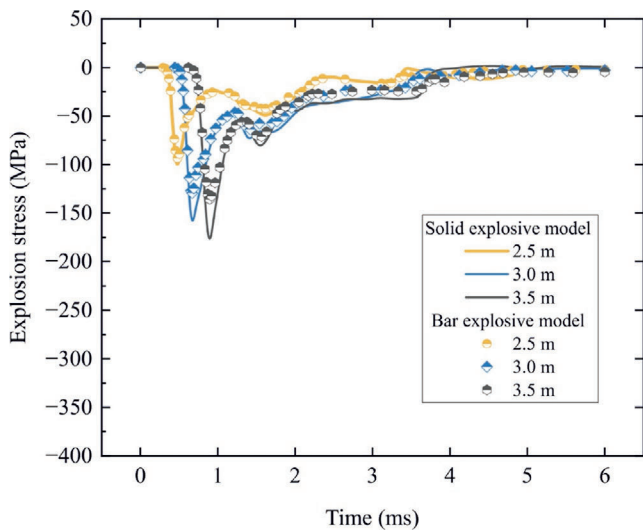 50
0
−50
−100
−150
−200
−250
−300
−350
−400
Explosion stress (MPa)
Solid explosive model
2.5 m
3.0 m
3.5 m
Bar explosive model
2.5 m
3.0 m
3.5 m
0 1 2 3 4 5 6
Time (ms)